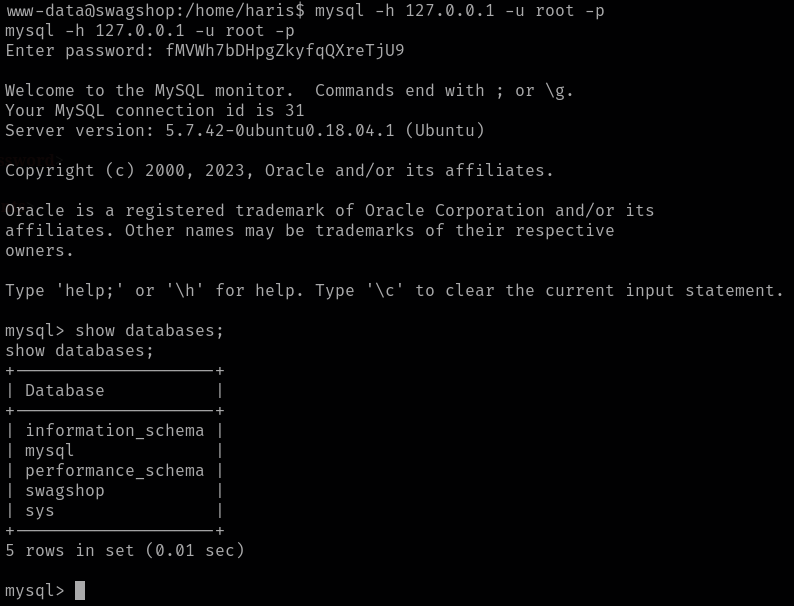 www-data@swagshop:/home/haris$ mysql -h 127.0.0.1 -u root -p
mysql -h 127.0.0.1 -u root -p
Enter password: fMVWh7bDHpgZkyfqQXreTjU9

Welcome to the MySQL monitor.  Commands end with ; or \g.
Your MySQL connection id is 31
Server version: 5.7.42-0ubuntu0.18.04.1 (Ubuntu)

Copyright (c) 2000, 2023, Oracle and/or its affiliates.

Oracle is a registered trademark of Oracle Corporation and/or its
affiliates. Other names may be trademarks of their respective
owners.

Type 'help;' or '\h' for help. Type '\c' to clear the current input statement.

mysql> show databases;
show databases;
+--------------------+
| Database           |
+--------------------+
| information_schema |
| mysql              |
| performance_schema |
| swagshop           |
| sys                |
+--------------------+
5 rows in set (0.01 sec)

mysql>